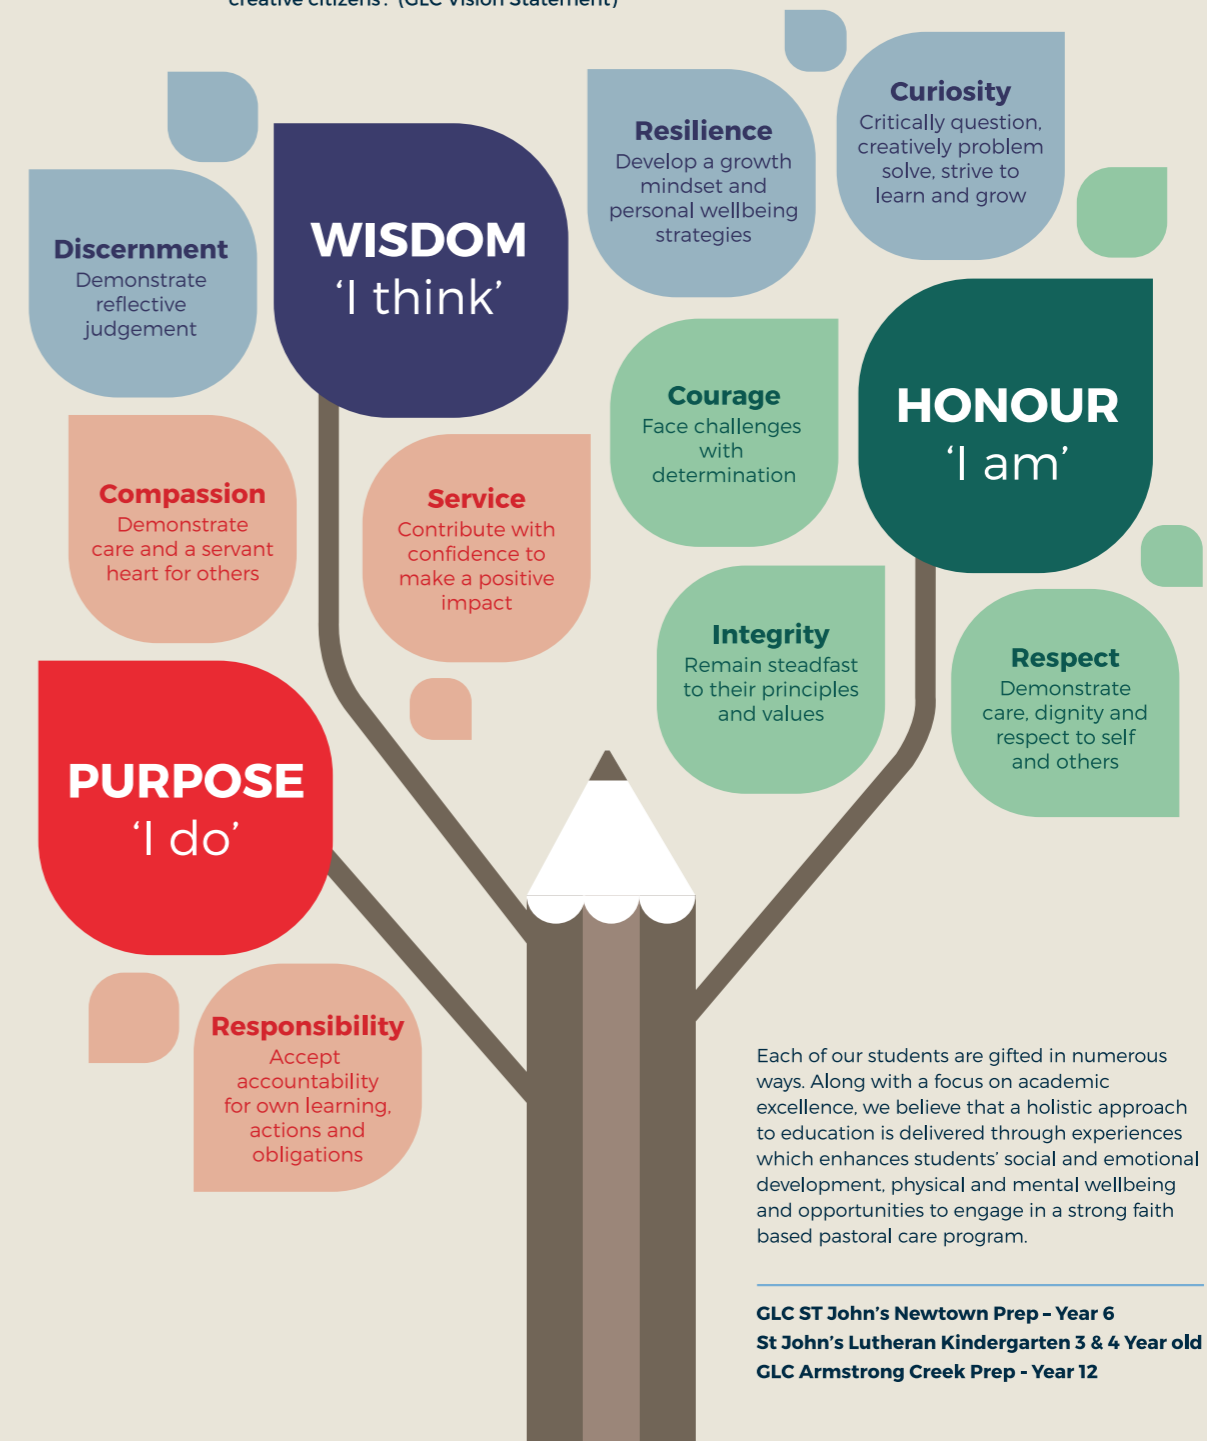 creative citizens'. (GLC Vision Statement)
Discernment
Demonstrate
reflective
judgement
WISDOM
‘I think’
Resilience
Develop a growth
mindset and
personal wellbeing
strategies
Curiosity
Critically question,
creatively problem
solve, strive to
learn and grow
Compassion
Demonstrate
care and a servant
heart for others
Service
Contribute with
confidence to
make a positive
impact
Courage
Face challenges
with
determination
HONOUR
‘I am’
Integrity
Remain steadfast
to their principles
and values
Respect
Demonstrate
care, dignity and
respect to self
and others
PURPOSE
‘I do’
Responsibility
Accept
accountability
for own learning,
actions and
obligations
Each of our students are gifted in numerous
ways. Along with a focus on academic
excellence, we believe that a holistic approach
to education is delivered through experiences
which enhances students’ social and emotional
development, physical and mental wellbeing
and opportunities to engage in a strong faith
based pastoral care program.
GLC ST John’s Newtown Prep – Year 6
St John’s Lutheran Kindergarten 3 & 4 Year old
GLC Armstrong Creek Prep - Year 12